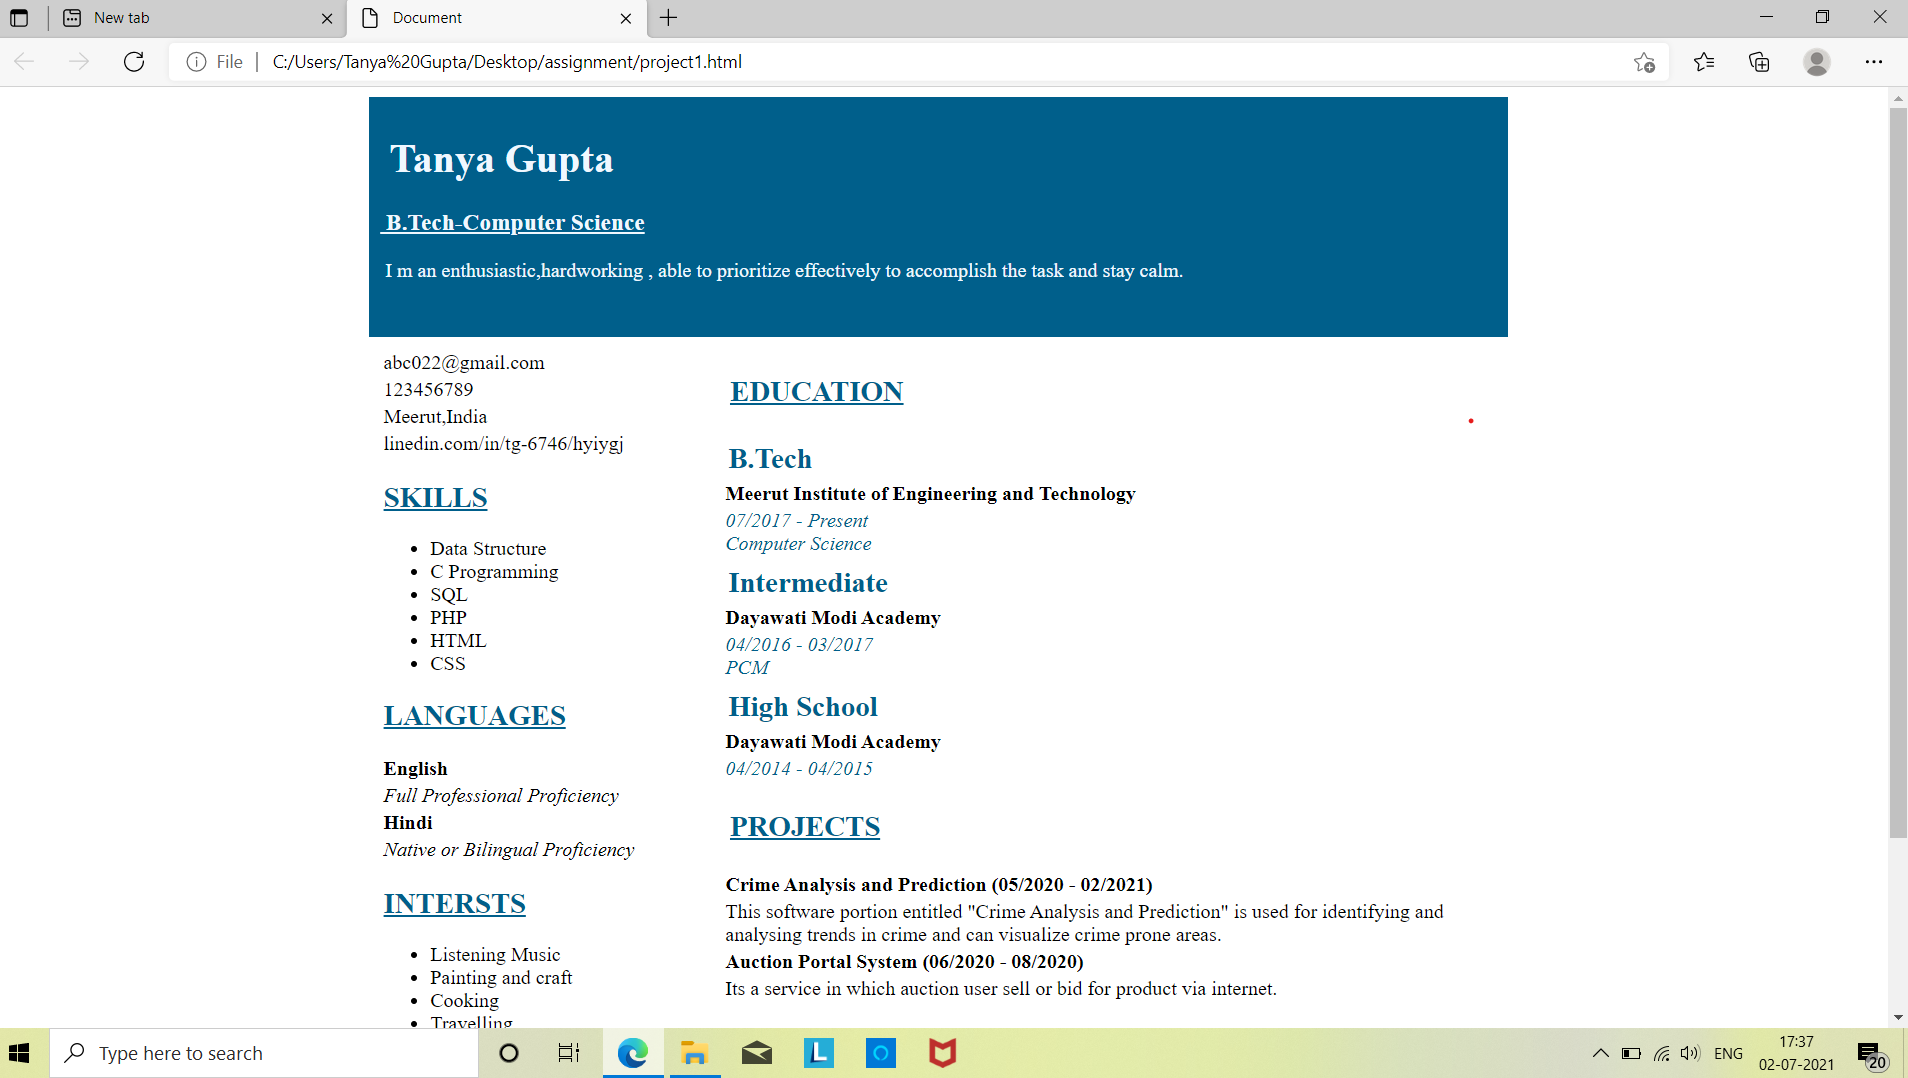 New tab
Document
File
C:/Users/Tanya%20Gupta/Desktop/assignment/project1.html
Tanya Gupta
B.Tech-Computer Science
I m an enthusiastic,hardworking , able to prioritize effectively to accomplish the task and stay calm.
abc022@gmail.com
123456789
Meerut,India
linedin.com/in/tg-6746/hyiygj
SKILLS
Data Structure
C Programming
SQL
PHP
HTML
CSS
LANGUAGES
English
Full Professional Proficiency
Hindi
Native or Bilingual Proficiency
INTERSTS
Listening Music
Painting and craft
Cooking
Travelling
EDUCATION
B.Tech
Meerut Institute of Engineering and Technology
07/2017 - Present
Computer Science
Intermediate
Dayawati Modi Academy
04/2016 - 03/2017
PCM
High School
Dayawati Modi Academy
04/2014 - 04/2015
PROJECTS
Crime Analysis and Prediction (05/2020 - 02/2021)
This software portion entitled "Crime Analysis and Prediction" is used for identifying and
analysing trends in crime and can visualize crime prone areas.
Auction Portal System (06/2020 - 08/2020)
Its a service in which auction user sell or bid for product via internet.
Type here to search
L
ENG
17:37
02-07-2021
20